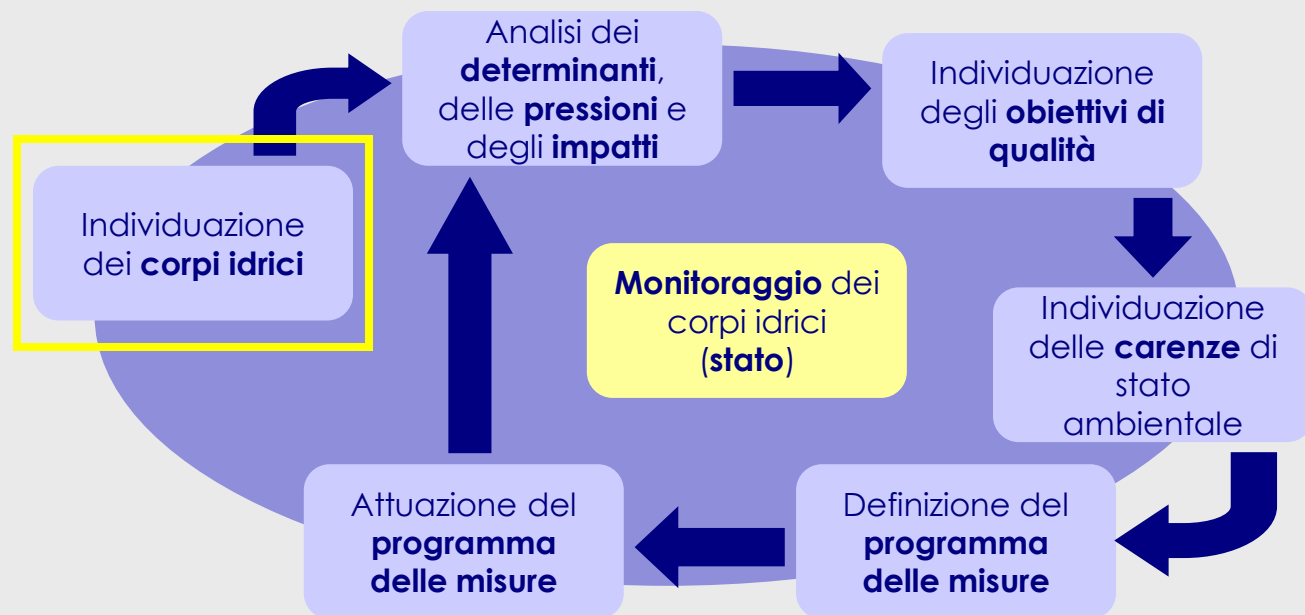 Analisi dei
determinanti,
delle pressioni e
degli impatti
Individuazione
degli obiettivi di
qualità
Individuazione
dei corpi idrici
Monitoraggio dei
corpi idrici
(stato)
Individuazione
delle carenze di
stato
ambientale
Attuazione del
programma
delle misure
Definizione del
programma
delle misure